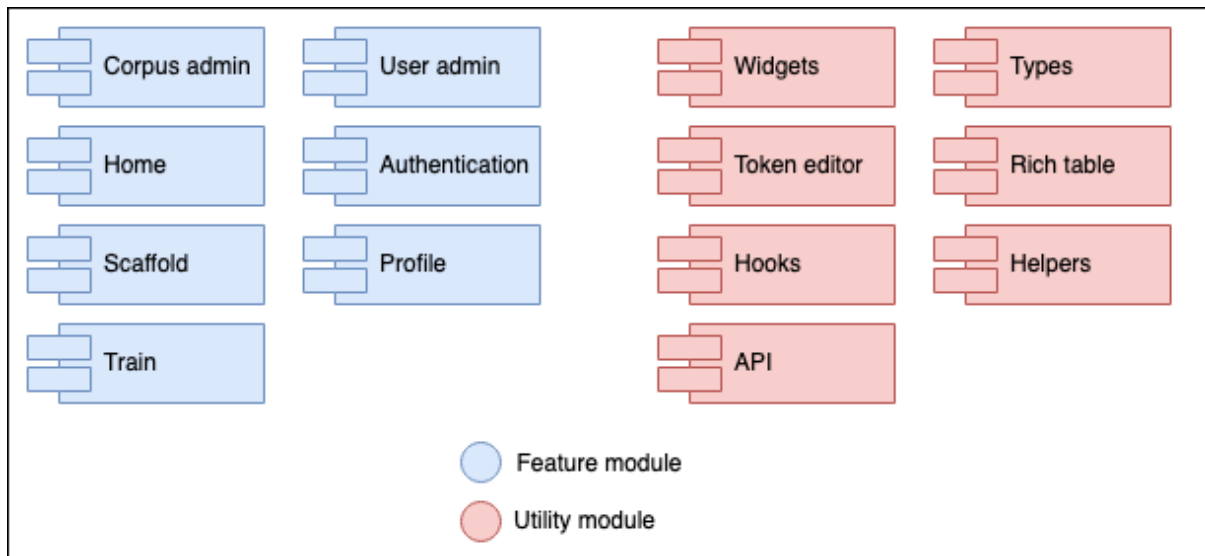 Corpus admin
User admin
Widgets
Types
Home
Authentication
Token editor
Rich table
Scaffold
Profile
Hooks
Helpers
Train
API
Feature module
Utility module